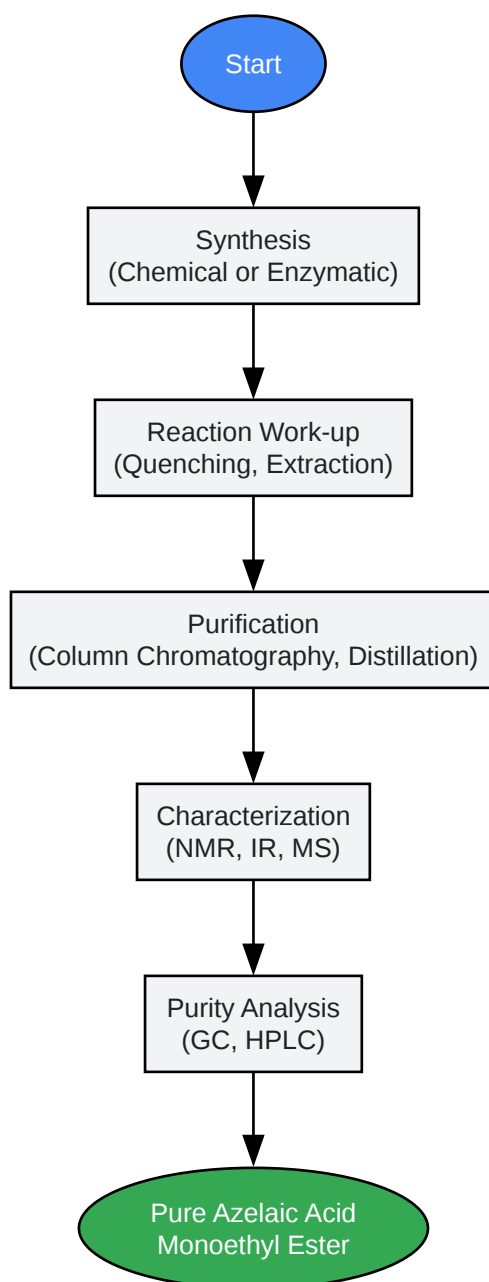 Start
Synthesis
(Chemical or Enzymatic)
Reaction Work-up
(Quenching, Extraction)
Purification
(Column Chromatography, Distillation)
Characterization
(NMR, IR, MS)
Purity Analysis
(GC, HPLC)
Pure Azelaic Acid
Monoethyl Ester